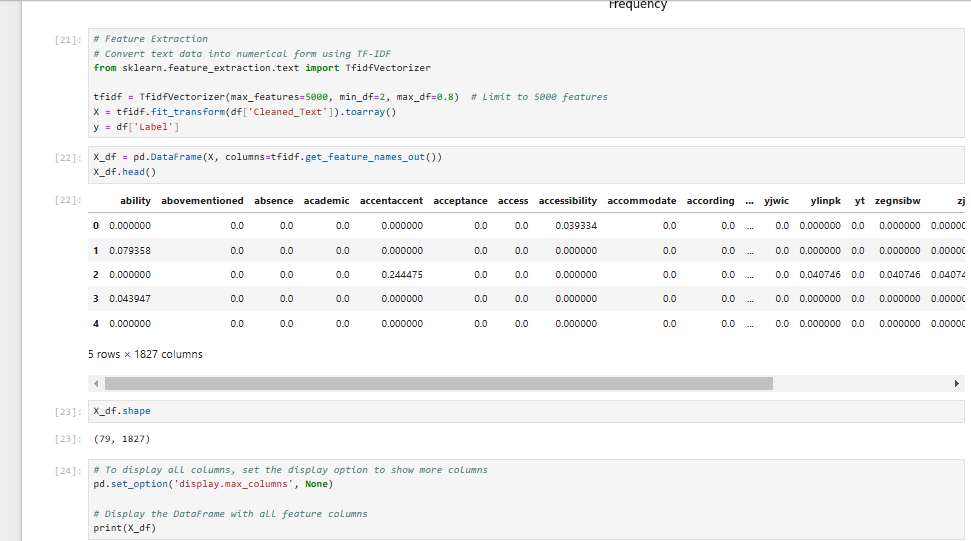 Frequency
[21]: # Feature Extraction
# Convert text data into numerical form using TF-IDF
from sklearn.feature_extraction.text import TfidfVectorizer
tfidf = TfidfVectorizer(max_features=5000, min_df=2, max_df=0.8)  # Limit to 5000 features
X = tfidf.fit_transform(df['Cleaned_Text']).toarray()
y = df['Label']
[22]: X_df = pd.DataFrame(X, columns=tfidf.get_feature_names_out())
X_df.head()
[22]: ability abovementioned absence academic accentaccent acceptance access accessibility accommodate according ... yjwic ylinpk yt zegnsibw zj
0 0.000000 0.0 0.0 0.0 0.000000 0.0 0.0 0.039334 0.0 0.0 ... 0.0 0.000000 0.0 0.000000 0.00000
1 0.079358 0.0 0.0 0.0 0.000000 0.0 0.0 0.000000 0.0 0.0 ... 0.0 0.000000 0.0 0.000000 0.00000
2 0.000000 0.0 0.0 0.0 0.244475 0.0 0.0 0.000000 0.0 0.0 ... 0.0 0.040746 0.0 0.040746 0.04074
3 0.043947 0.0 0.0 0.0 0.000000 0.0 0.0 0.000000 0.0 0.0 ... 0.0 0.000000 0.0 0.000000 0.00000
4 0.000000 0.0 0.0 0.0 0.000000 0.0 0.0 0.000000 0.0 0.0 ... 0.0 0.000000 0.0 0.000000 0.00000
5 rows × 1827 columns
[23]: X_df.shape
[23]: (79, 1827)
[24]: # To display all columns, set the display option to show more columns
pd.set_option('display.max_columns', None)
# Display the DataFrame with all feature columns
print(X_df)